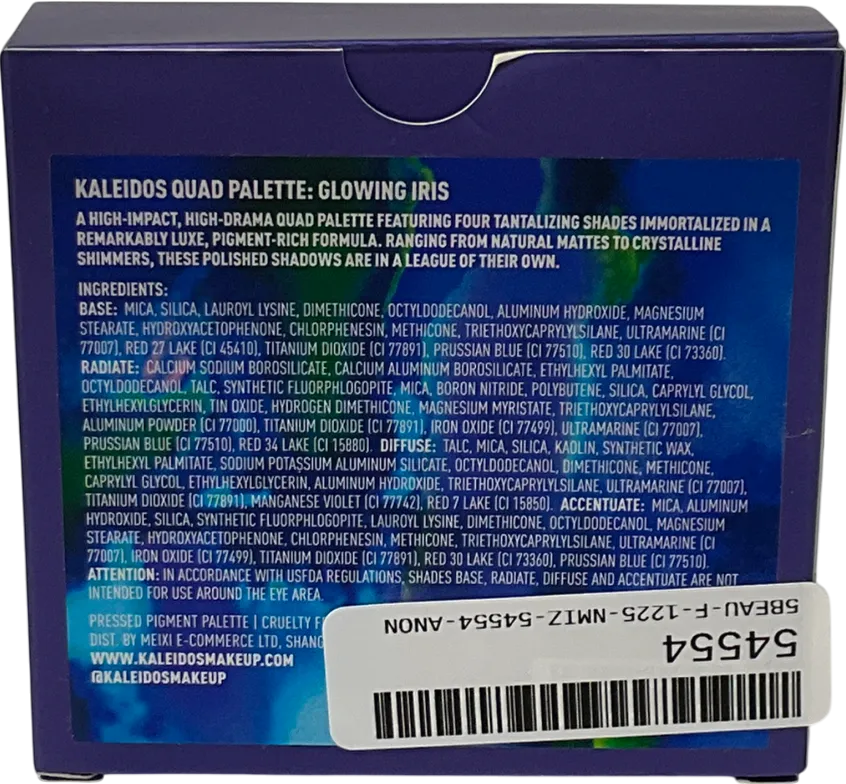 KALEIDOS QUAD PALETTE: GLOWING IRIS
A HIGH-IMPACT, HIGH-DRAMA QUAD PALETTE FEATURING FOUR TANTALIZING SHADES IMMORTALIZED IN A
REMARKABLY LUXE, PIGMENT-RICH FORMULA. RANGING FROM NATURAL MATTES TO CRYSTALLINE
SHIMMERS, THESE POLISHED SHADOWS ARE IN A LEAGUE OF THEIR OWN.
INGREDIENTS:
BASE: MICA, SILICA, LAUROYL LYSINE, DIMETHICONE, OCTYLDODECANOL, ALUMINUM HYDROXIDE, MAGNESIUM
STEARATE, HYDROXYACETOPHENONE, CHLORPHENESIN, METHICONE, TRIETHOXYCAPRYLYLSILANE, ULTRAMARINE (CI
77007), RED 27 LAKE (CI 45410), TITANIUM DIOXIDE (CI 77891), PRUSSIAN BLUE (CI 77510), RED 30 LAKE (CI 73360).
RADIATE: CALCIUM SODIUM BOROSILICATE, CALCIUM ALUMINUM BOROSILICATE, ETHYLHEXYL PALMITATE,
OCTYLDODECANOL, TALC, SYNTHETIC FLUORPHLOGOPITE, MICA, BORON NITRIDE, POLYBUTENE, SILICA, CAPRYLYL GLYCOL,
ETHYLHEXYLGLYCERIN, TIN OXIDE, HYDROGEN DIMETHICONE, MAGNESIUM MYRISTATE, TRIETHOXYCAPRYLYLSILANE,
ALUMINUM POWDER (CI 77000), TITANIUM DIOXIDE (CI 77891), IRON OXIDE (CI 77499), ULTRAMARINE (CI 77007),
PRUSSIAN BLUE (CI 77510), RED 34 LAKE (CI 15880). DIFFUSE: TALC, MICA, SILICA, KAOLIN, SYNTHETIC WAX,
ETHYLHEXYL PALMITATE, SODIUM POTASSIUM ALUMINUM SILICATE, OCTYLDODECANOL, DIMETHICONE, METHICONE,
CAPRYLYL GLYCOL, ETHYLHEXYLGLYCERIN, ALUMINUM HYDROXIDE, TRIETHOXYCAPRYLYLSILANE, ULTRAMARINE (CI 77007),
TITANIUM DIOXIDE (CI 77891), MANGANESE VIOLET (CI 77742), RED 7 LAKE (CI 15850). ACCENTUATE: MICA, ALUMINUM
HYDROXIDE, SILICA, SYNTHETIC FLUORPHLOGOPITE, LAUROYL LYSINE, DIMETHICONE, OCTYLDODECANOL, MAGNESIUM
STEARATE, HYDROXYACETOPHENONE, CHLORPHENESIN, METHICONE, TRIETHOXYCAPRYLYLSILANE, ULTRAMARINE (CI
77007), IRON OXIDE (CI 77499), TITANIUM DIOXIDE (CI 77891), RED 30 LAKE (CI 73360), PRUSSIAN BLUE (CI 77510).
ATTENTION: IN ACCORDANCE WITH USFDA REGULATIONS, SHADES BASE, RADIATE, DIFFUSE AND ACCENTUATE ARE NOT
INTENDED FOR USE AROUND THE EYE AREA.
PRESSED PIGMENT PALETTE | CRUELTY F
DIST. BY MEIXI E-COMMERCE LTD, SHANG
WWW.KALEIDOSMAKEUP.COM
@KALEIDOSMAKEUP
54554
5BEAU-F-1225-NMIZ-54554-ANON